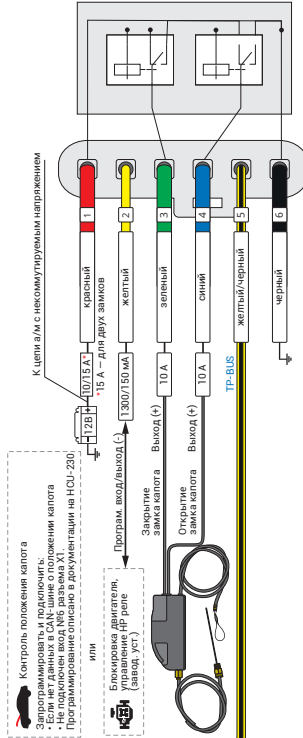 Контроль положения капота
Запрограммировать и подключить:
• Если нет данных в CAN-шине о положении капота
• Не подключен вход №6 разъема X1.
Программирование описано в документации на HCU-230
или
Блокировка двигателя,
управление НР реле
(завод. уст.)
К цепи а/м с некоммутируемым напряжением
12В
+
10/15 А*
*15 А — для двух замков
красный
1
Програм. вход/выход (-)
1300/150 мА
желтый
2
Закрытие
замка капота
Выход (+)
10 А
зеленый
3
Открытие
замка капота
Выход (+)
10 А
синий
4
TP-BUS
желтый/черный
5
черный
6